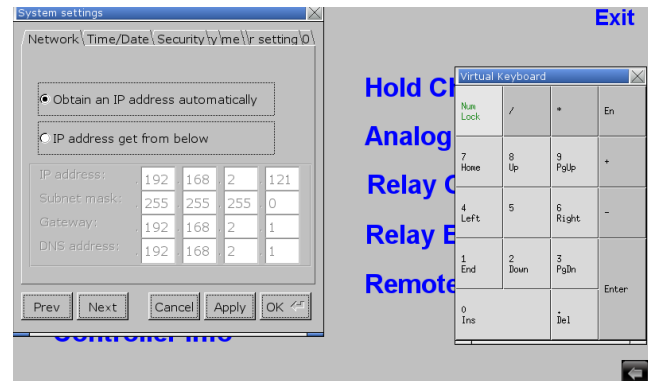 System settings
Exit
Network Time/Date Security y me r setting 0
Obtain an IP address automatically
IP address get from below
IP address: 192 . 168 . 2 . 121
Subnet mask: 255 . 255 . 255 . 0
Gateway: 192 . 168 . 2 . 1
DNS address: 192 . 168 . 2 . 1
Prev Next Cancel Apply OK
Hold Ch
Analog
Relay
Relay E
Remote
Controller Info
Virtual Keyboard
Num Lock / * En
7 Home 8 Up 9 PgUp +
4 Left 5 6 Right -
1 End 2 Down 3 PgDn Enter
0 Ins . Del